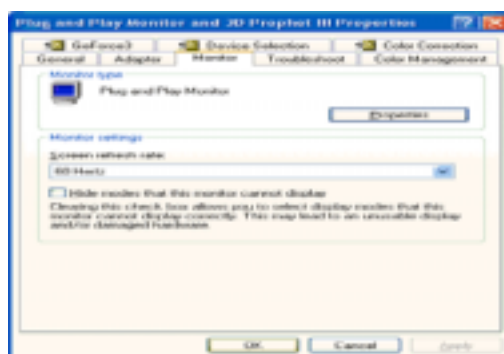 Plug and Play Monitor and 3D Prophet III Properties
GeForce3 Device Selection Color Correction
General Adapter Monitor Troubleshoot Color Management
Monitor type
Plug and Play Monitor
Properties
Monitor settings
Screen refresh rate:
60 Hertz
Hide modes that this monitor cannot display
Clearing this check box allows you to select display modes that this
monitor cannot display correctly. This may lead to an unusable display
and/or damaged hardware.
OK Cancel Apply